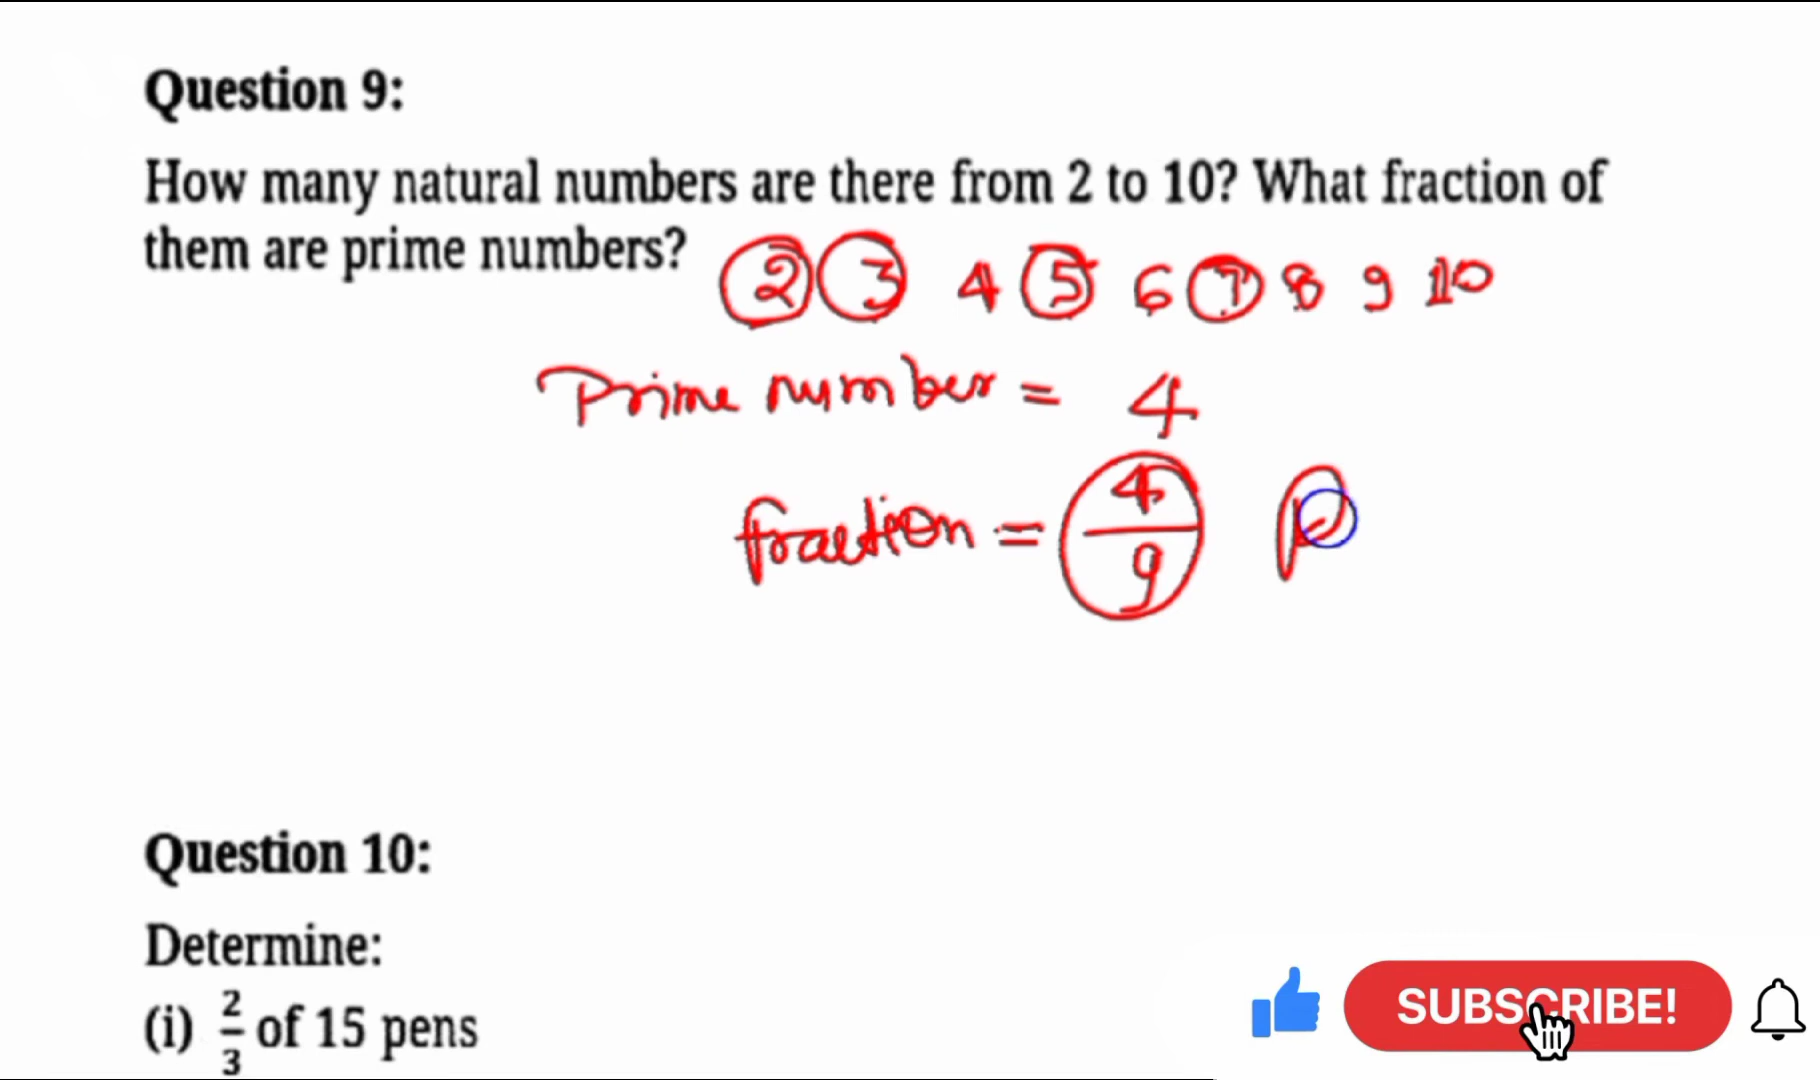 Question 9:
How many natural numbers are there from 2 to 10? What fraction of
them are prime numbers?
2 3 4 5 6 7 8 9 10
Prime number = 4
fraction = 4/9
Question 10:
Determine:
(i) 2/3 of 15 pens
SUBSCRIBE!